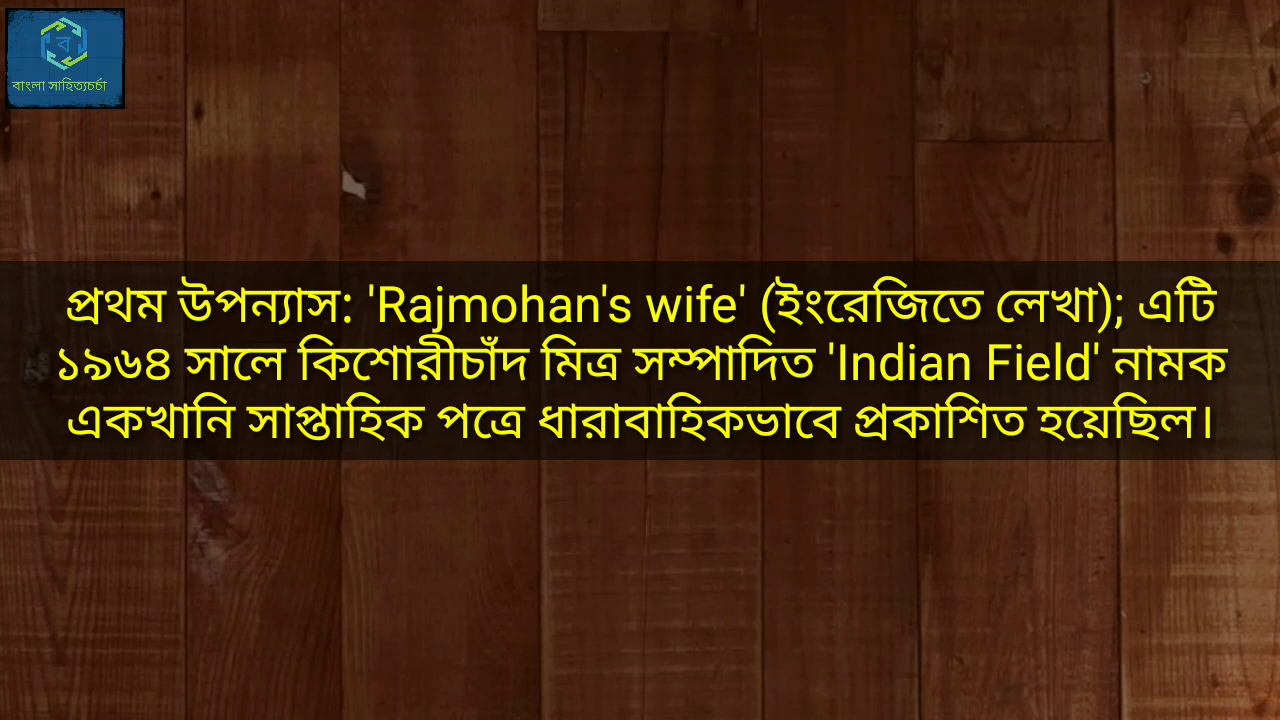 ব
বাংলা সাহিত্যচর্চা
প্রথম উপন্যাস: 'Rajmohan's wife' (ইংরেজিতে লেখা); এটি
১৯৬৪ সালে কিশোরীচাঁদ মিত্র সম্পাদিত 'Indian Field' নামক
একখানি সাপ্তাহিক পত্রে ধারাবাহিকভাবে প্রকাশিত হয়েছিল।